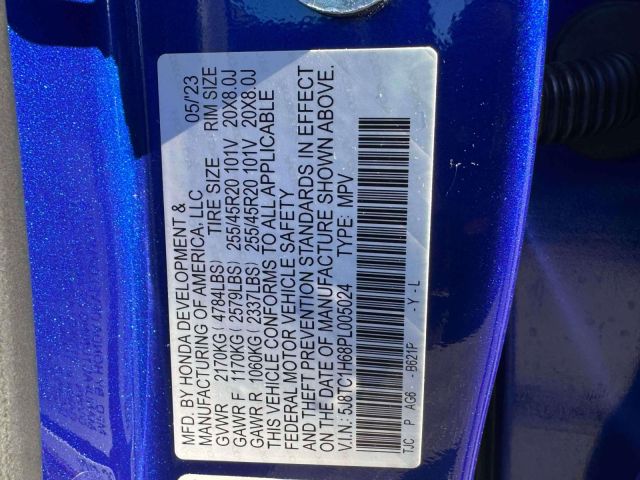 MFD. BY HONDA DEVELOPMENT & 05/'23
MANUFACTURING OF AMERICA, LLC
TIRE SIZE RIM SIZE
GVWR 2170KG(4784LBS)
GAWR F 1170KG(2579LBS) 255/45R20 101V 20X8.0J
GAWR R 1060KG(2337LBS) 255/45R20 101V 20X8.0J
THIS VEHICLE CONFORMS TO ALL APPLICABLE
FEDERAL MOTOR VEHICLE SAFETY
AND THEFT PREVENTION STANDARDS IN EFFECT
ON THE DATE OF MANUFACTURE SHOWN ABOVE.
V.I.N: 5J8TC1H68PL005024 TYPE: MPV
TJC P AG6 -B621P -Y-L